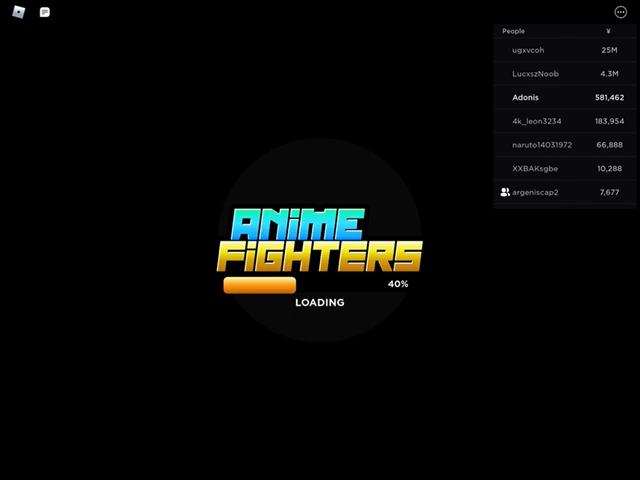 People ¥
ugxvcoh 25M
LucxszNoob 4.3M
Adonis 581,462
4k_leon3234 183,954
naruto14031972 66,888
XXBAKsgbe 10,288
argeniscap2 7,677
ANiME
FiGHTERS
40%
LOADING